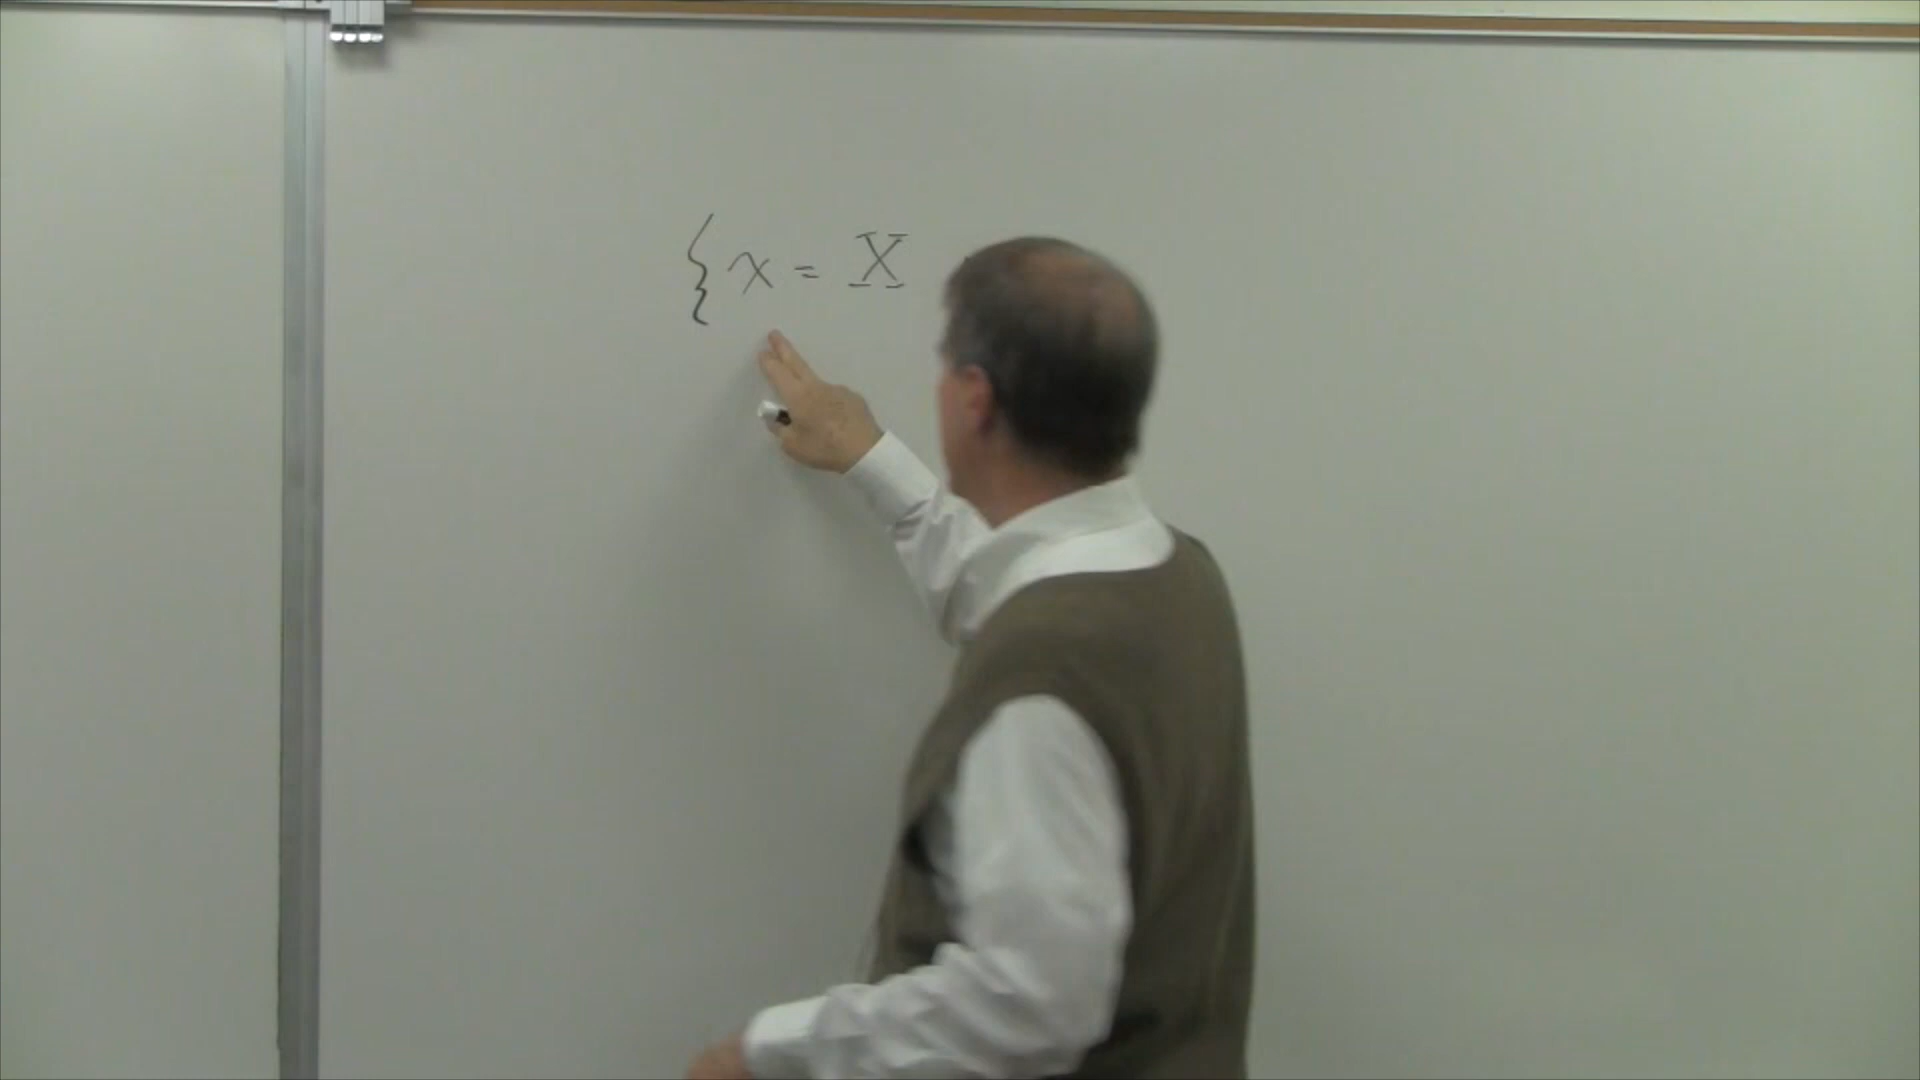 { x = X